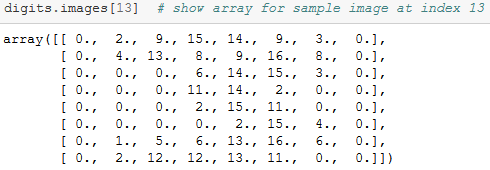 digits.images[13]  # show array for sample image at index 13
array([[ 0.,  2.,  9., 15., 14.,  9.,  3.,  0.],
       [ 0.,  4., 13.,  8.,  9., 16.,  8.,  0.],
       [ 0.,  0.,  0.,  6., 14., 15.,  3.,  0.],
       [ 0.,  0.,  0., 11., 14.,  2.,  0.,  0.],
       [ 0.,  0.,  0.,  2., 15., 11.,  0.,  0.],
       [ 0.,  0.,  0.,  0.,  2., 15.,  4.,  0.],
       [ 0.,  1.,  5.,  6., 13., 16.,  6.,  0.],
       [ 0.,  2., 12., 12., 13., 11.,  0.,  0.]])